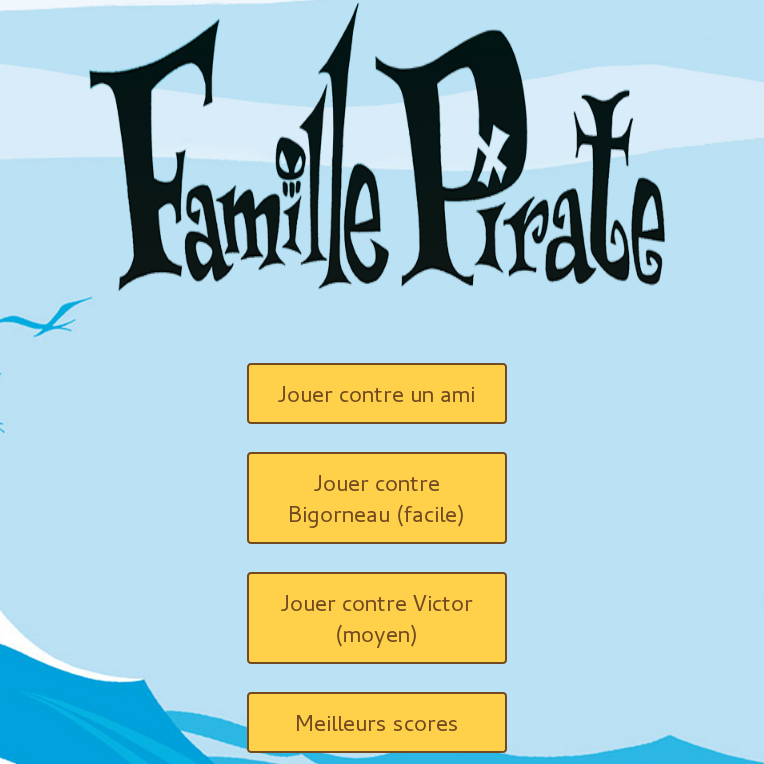 Famille Pirate
Jouer contre un ami
Jouer contre
Bigorneau (facile)
Jouer contre Victor
(moyen)
Meilleurs scores